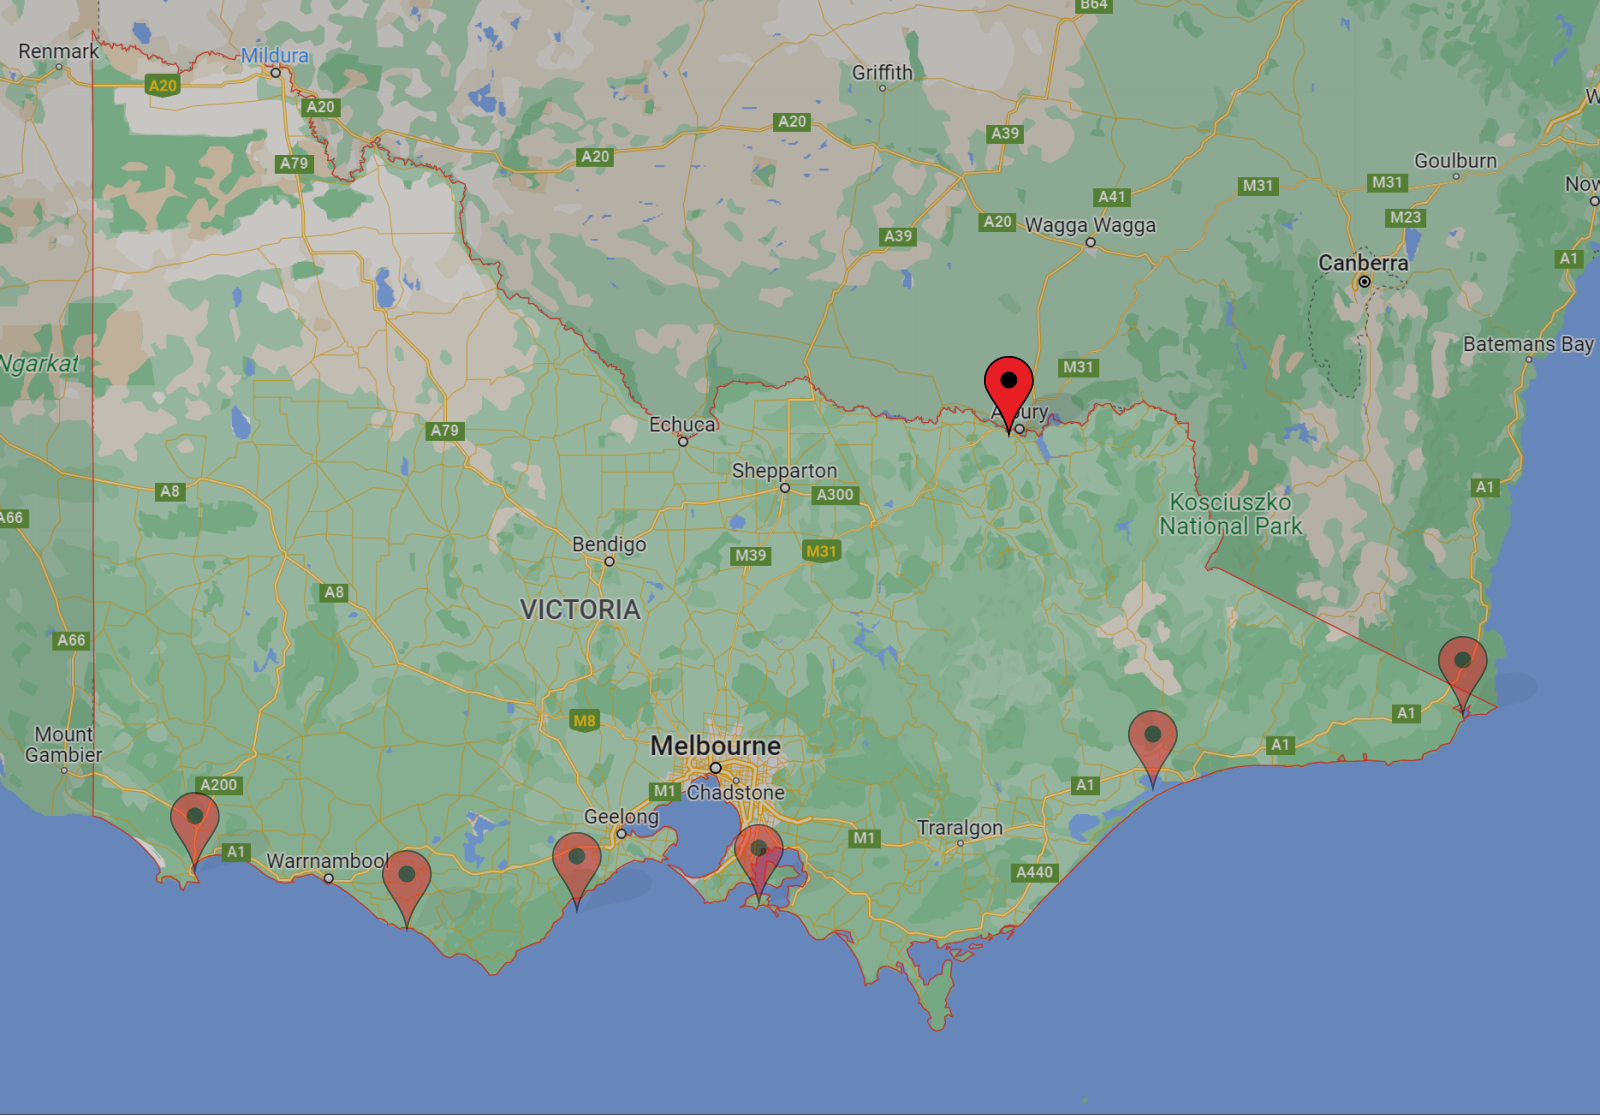 B64
Renmark
Mildura
A20
Griffith
A20
A20
A20
A39
W
A79
Goulburn
M31
M31
Now
A41
M23
A20
Wagga Wagga
A39
Canberra
A1
Ngarkat
Batemans Bay
M31
Albury
Echuca
A79
Shepparton
A8
A300
A1
Kosciuszko
National Park
A66
Bendigo
M39
M31
A8
VICTORIA
A66
M8
A1
Mount
Gambier
Melbourne
A1
A200
M1
Chadstone
A1
Geelong
Traralgon
M1
A1
Warrnambool
A440